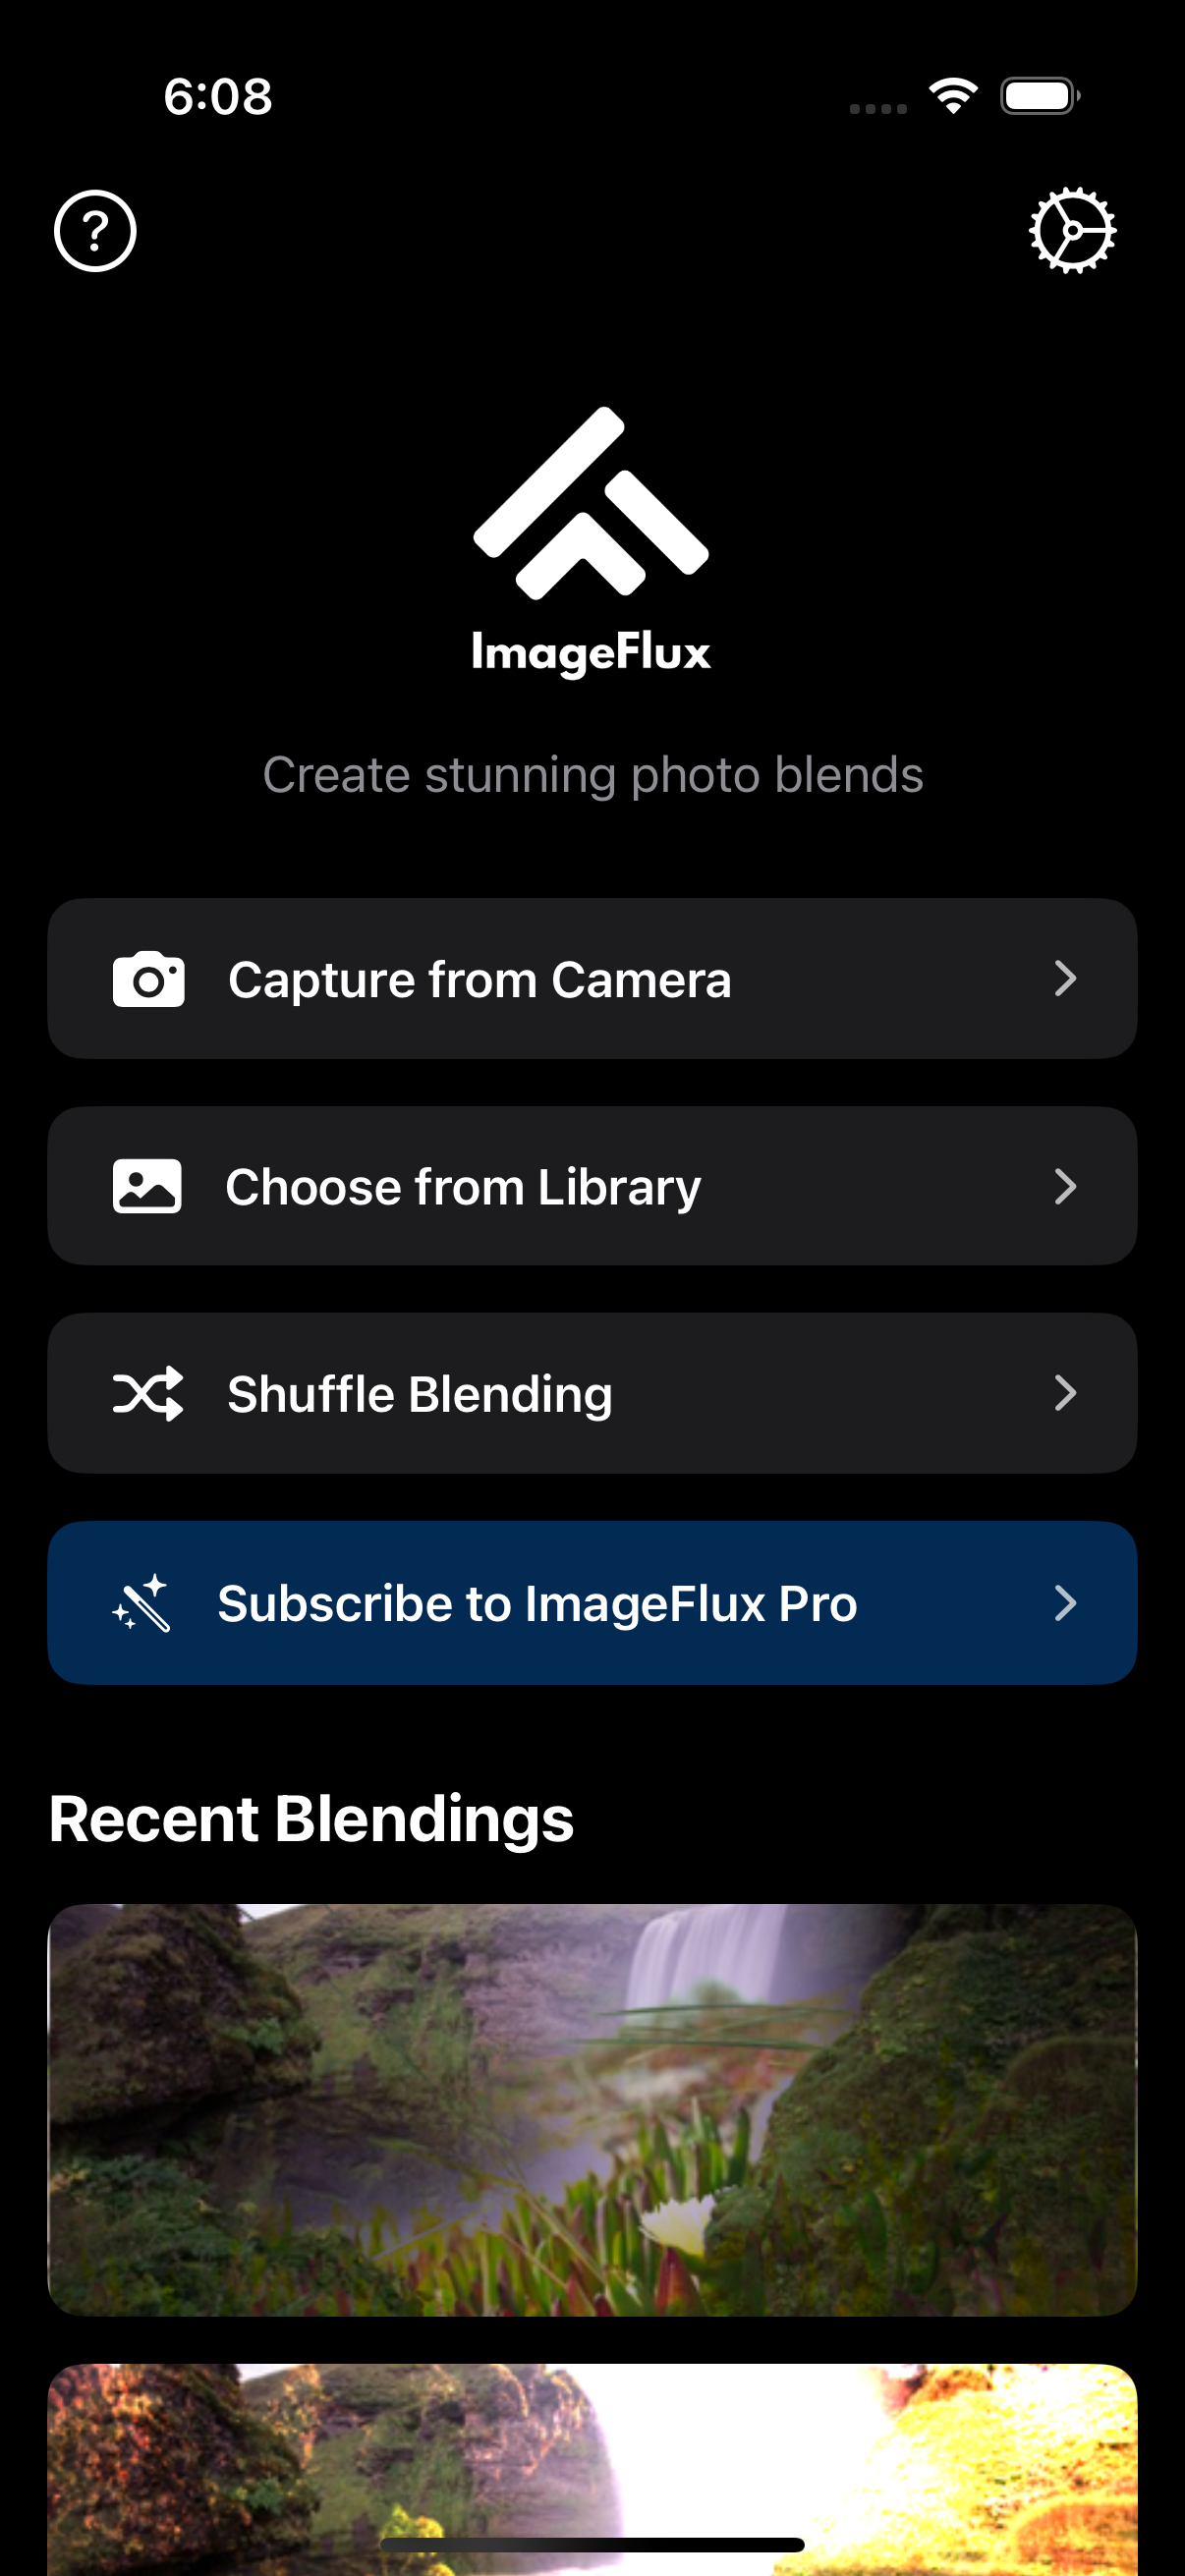 6:08
?
ImageFlux
Create stunning photo blends
Capture from Camera
Choose from Library
Shuffle Blending
Subscribe to ImageFlux Pro
Recent Blendings